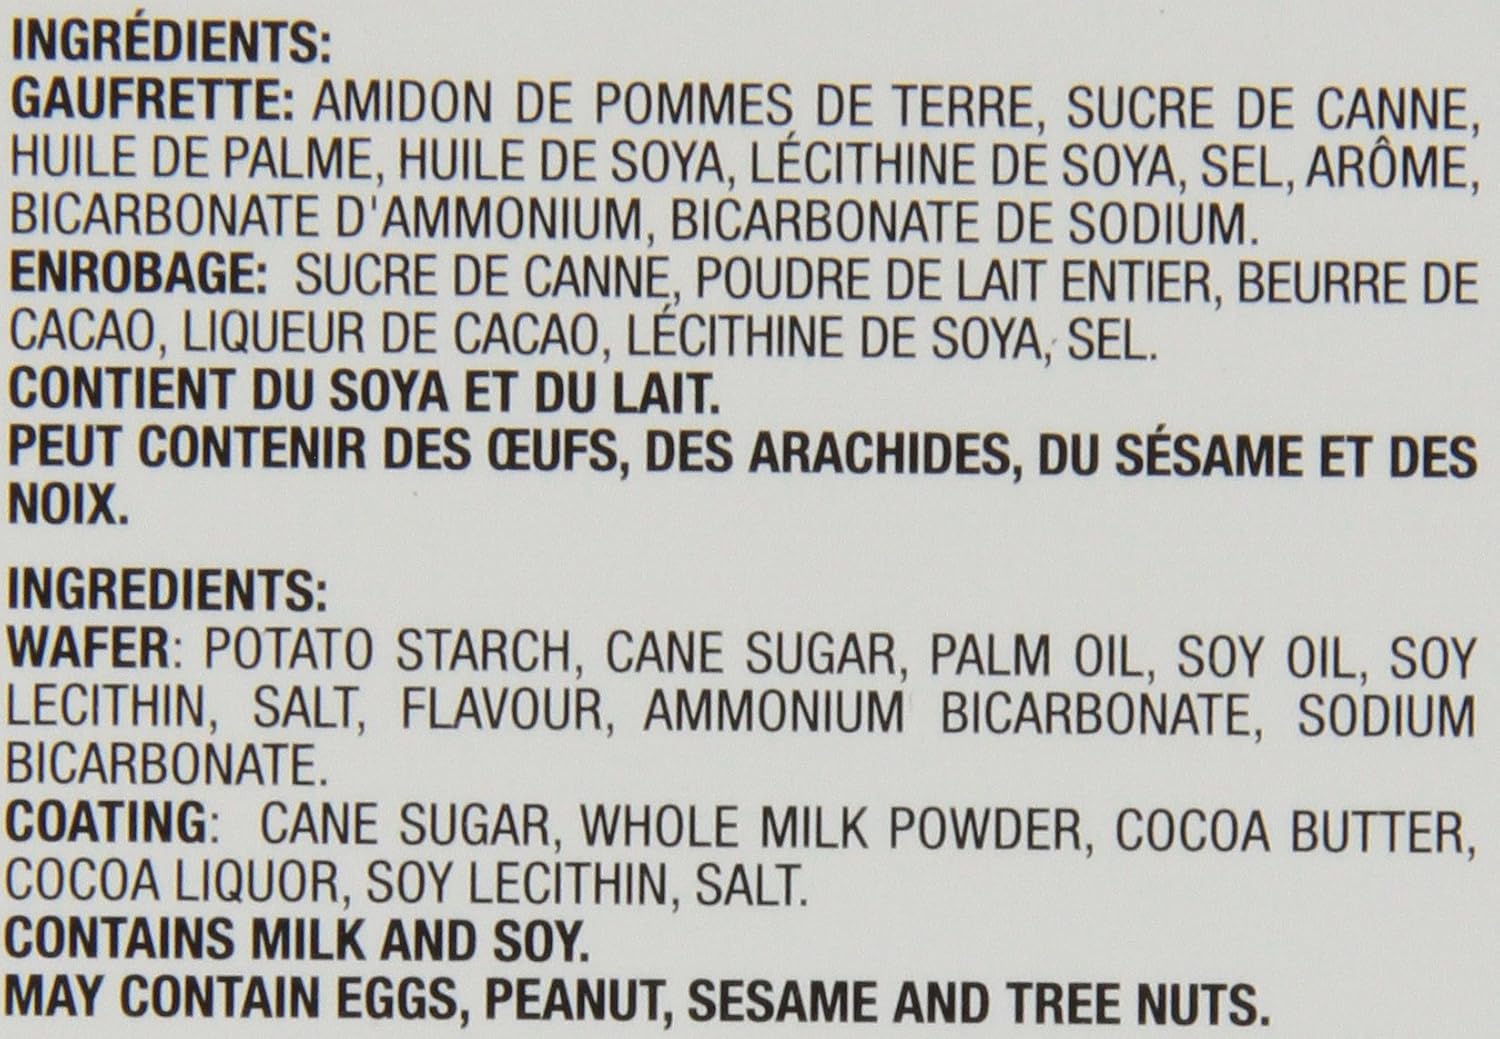 INGRÉDIENTS:
GAUFRETTE: AMIDON DE POMMES DE TERRE, SUCRE DE CANNE,
HUILE DE PALME, HUILE DE SOYA, LÉCITHINE DE SOYA, SEL, ARÔME,
BICARBONATE D'AMMONIUM, BICARBONATE DE SODIUM.
ENROBAGE: SUCRE DE CANNE, POUDRE DE LAIT ENTIER, BEURRE DE
CACAO, LIQUEUR DE CACAO, LÉCITHINE DE SOYA, SEL.
CONTIENT DU SOYA ET DU LAIT.
PEUT CONTENIR DES ŒUFS, DES ARACHIDES, DU SÉSAME ET DES
NOIX.
INGREDIENTS:
WAFER: POTATO STARCH, CANE SUGAR, PALM OIL, SOY OIL, SOY
LECITHIN, SALT, FLAVOUR, AMMONIUM BICARBONATE, SODIUM
BICARBONATE.
COATING: CANE SUGAR, WHOLE MILK POWDER, COCOA BUTTER,
COCOA LIQUOR, SOY LECITHIN, SALT.
CONTAINS MILK AND SOY.
MAY CONTAIN EGGS, PEANUT, SESAME AND TREE NUTS.